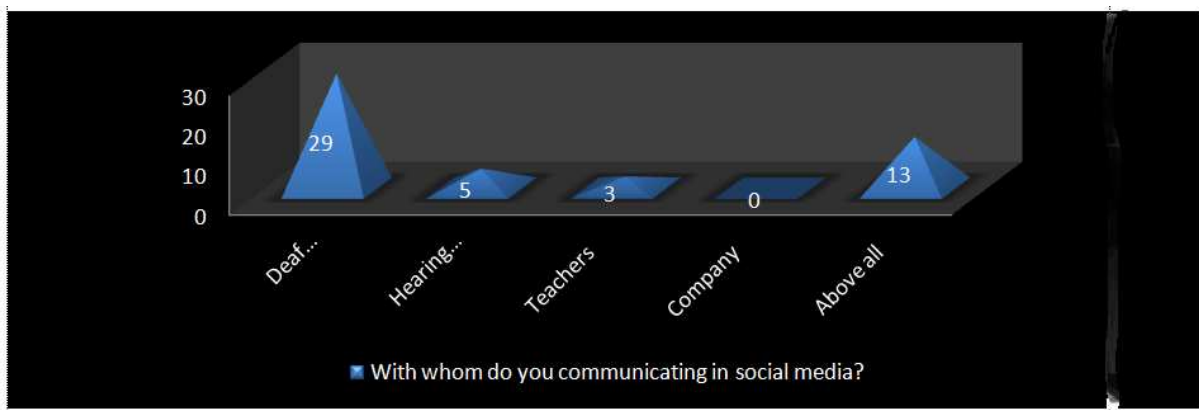 30
20
10
0
29
5
3
0
13
Deaf...
Hearing...
Teachers
Company
Above all
With whom do you communicating in social media?